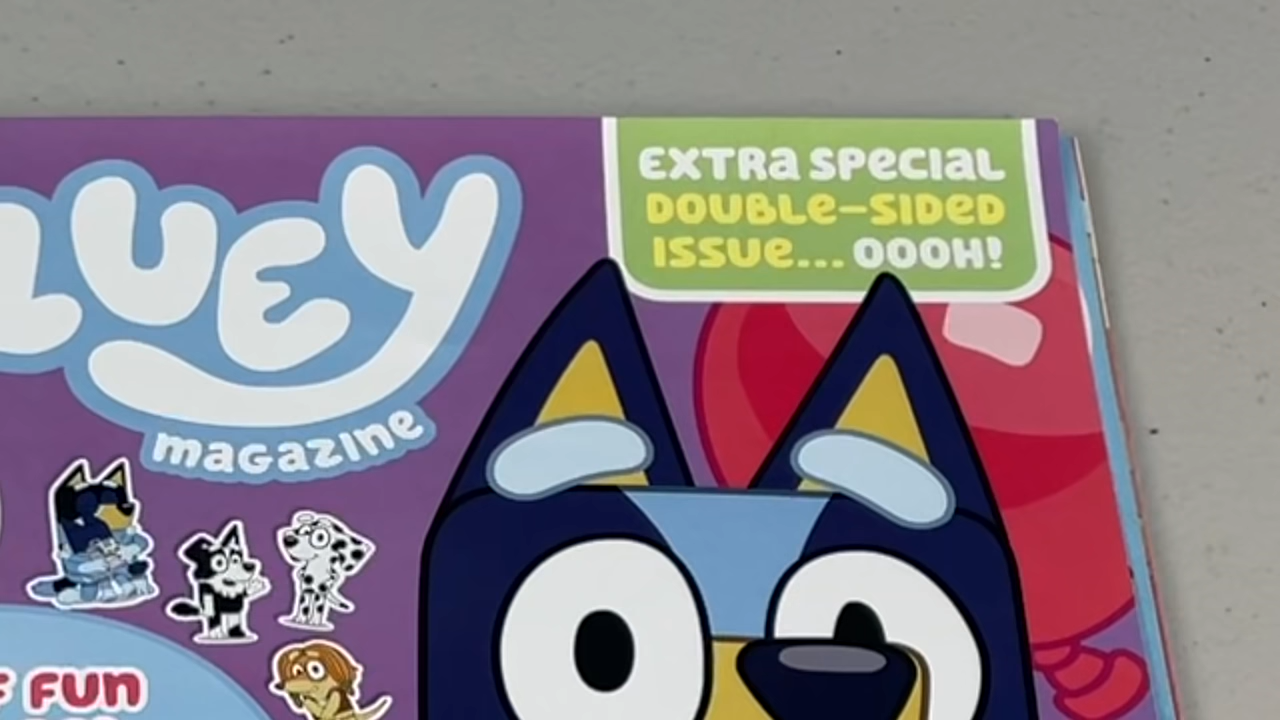 EXTRA SPECIAL
DOUBLE-SIDED
ISSUE... OOOH!
LUEY
magazine
FUN